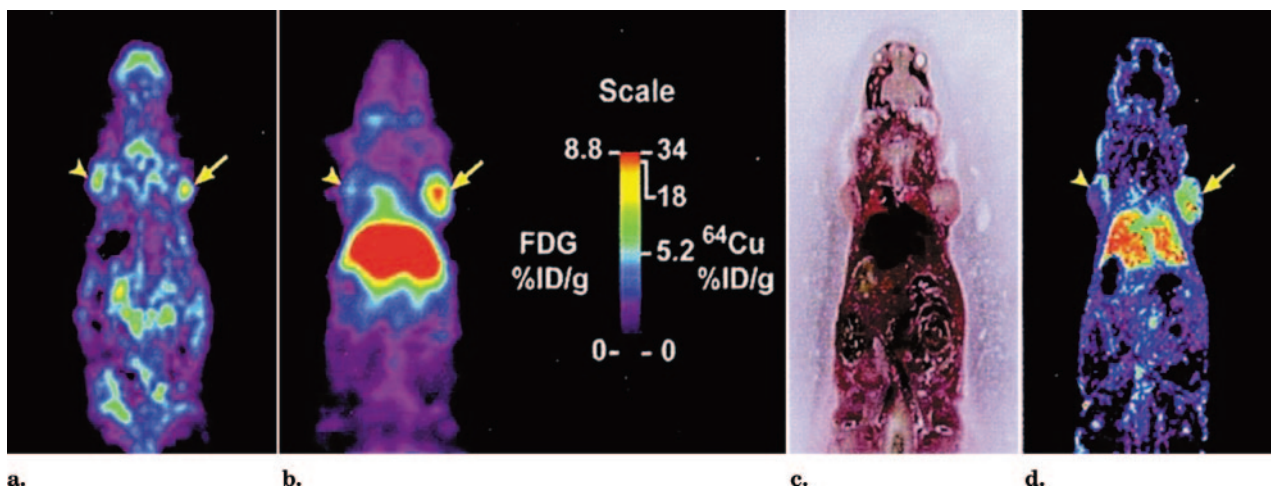 Scale
8.8 34
18
FDG 5.2 64Cu
%ID/g %ID/g
0- -0
a. b. c. d.